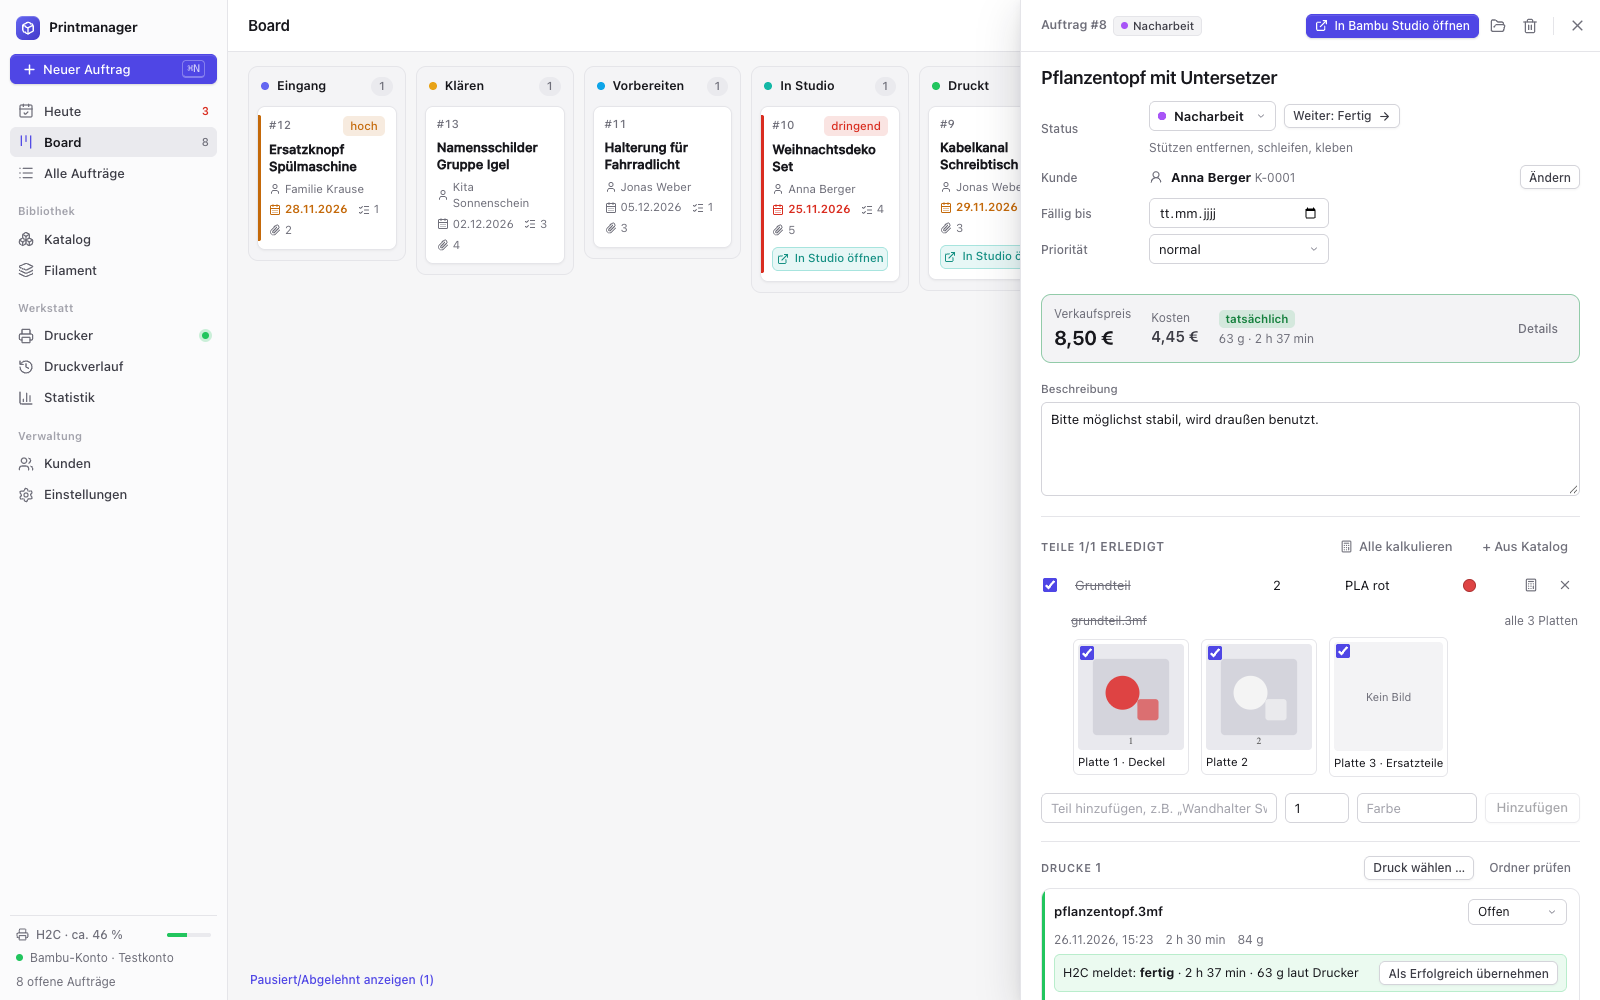 Printmanager
Neuer Auftrag ⌘N
Heute 3
Board 8
Alle Aufträge
Bibliothek
Katalog
Filament
Werkstatt
Drucker
Druckverlauf
Statistik
Verwaltung
Kunden
Einstellungen
H2C · ca. 46 %
Bambu-Konto · Testkonto
8 offene Aufträge
Board
Eingang 1
#12 hoch
Ersatzknopf
Spülmaschine
Familie Krause
28.11.2026 1
2
Klären 1
#13
Namensschilder
Gruppe Igel
Kita
Sonnenschein
02.12.2026 3
4
Vorbereiten 1
#11
Halterung für
Fahrradlicht
Jonas Weber
05.12.2026 1
3
In Studio 1
#10 dringend
Weihnachtsdeko
Set
Anna Berger
25.11.2026 4
5
In Studio öffnen
Druckt
#9
Kabelkanal
Schreibtisch
Jonas Webe
29.11.2026
3
In Studio ö
Pausiert/Abgelehnt anzeigen (1)
Auftrag #8 Nacharbeit In Bambu Studio öffnen
Pflanzentopf mit Untersetzer
Status Nacharbeit Weiter: Fertig →
Stützen entfernen, schleifen, kleben
Kunde Anna Berger K-0001 Ändern
Fällig bis tt.mm.jjjj
Priorität normal
Verkaufspreis
8,50 €
Kosten
4,45 €
tatsächlich
63 g · 2 h 37 min
Details
Beschreibung
Bitte möglichst stabil, wird draußen benutzt.
TEILE 1/1 ERLEDIGT Alle kalkulieren + Aus Katalog
Grundteil 2 PLA rot
grundteil.3mf alle 3 Platten
1
Platte 1 · Deckel
2
Platte 2
Kein Bild
Platte 3 · Ersatzteile
Teil hinzufügen, z.B. „Wandhalter Sv 1 Farbe Hinzufügen
DRUCKE 1 Druck wählen ... Ordner prüfen
pflanzentopf.3mf Offen
26.11.2026, 15:23 2 h 30 min 84 g
H2C meldet: fertig · 2 h 37 min · 63 g laut Drucker Als Erfolgreich übernehmen